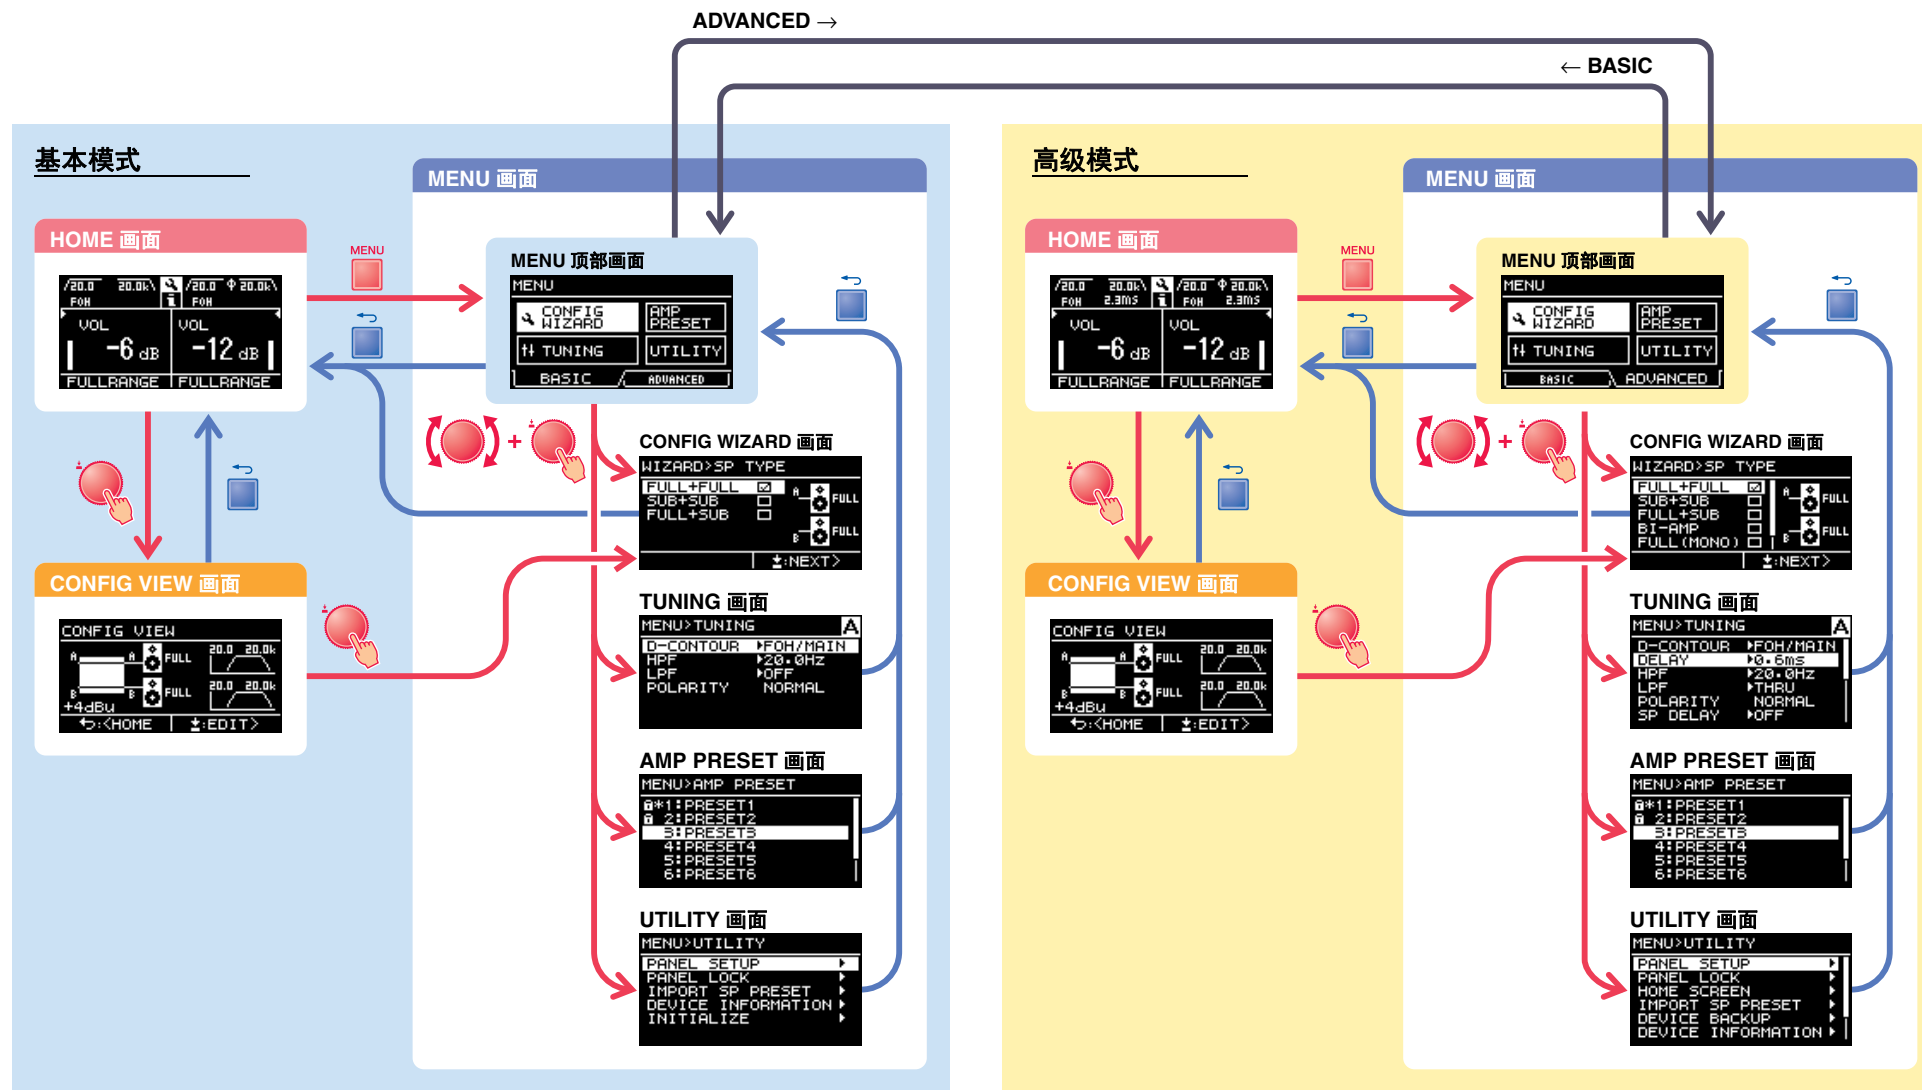 ADVANCED →
← BASIC
基本模式
MENU 画面
HOME 画面
/20.0 20.0k\ /20.0 Φ 20.0k\
FOH i FOH
VOL VOL
-6 dB -12 dB
FULLRANGE FULLRANGE
MENU
MENU 顶部画面
MENU
CONFIG WIZARD
AMP PRESET
TUNING
UTILITY
BASIC ADVANCED
CONFIG VIEW 画面
CONFIG VIEW
A A FULL 20.0 20.0k
B B FULL 20.0 20.0k
+4dBu
:<HOME :EDIT>
CONFIG WIZARD 画面
WIZARD>SP TYPE
FULL+FULL
SUB+SUB
FULL+SUB
A FULL
B FULL
:NEXT>
TUNING 画面
MENU>TUNING A
D-CONTOUR FOH/MAIN
HPF 20.0Hz
LPF OFF
POLARITY NORMAL
AMP PRESET 画面
MENU>AMP PRESET
*1:PRESET1
2:PRESET2
3:PRESET3
4:PRESET4
5:PRESET5
6:PRESET6
UTILITY 画面
MENU>UTILITY
PANEL SETUP
PANEL LOCK
IMPORT SP PRESET
DEVICE INFORMATION
INITIALIZE
高级模式
MENU 画面
HOME 画面
/20.0 20.0k\ /20.0 Φ 20.0k\
FOH 2.3ms i FOH 2.3ms
VOL VOL
-6 dB -12 dB
FULLRANGE FULLRANGE
MENU
MENU 顶部画面
MENU
CONFIG WIZARD
AMP PRESET
TUNING
UTILITY
BASIC ADVANCED
CONFIG VIEW 画面
CONFIG VIEW
A A FULL 20.0 20.0k
B B FULL 20.0 20.0k
+4dBu
:<HOME :EDIT>
CONFIG WIZARD 画面
WIZARD>SP TYPE
FULL+FULL
SUB+SUB
FULL+SUB
BI-AMP
FULL(MONO)
A FULL
B FULL
:NEXT>
TUNING 画面
MENU>TUNING A
D-CONTOUR FOH/MAIN
DELAY 0.6ms
HPF 20.0Hz
LPF THRU
POLARITY NORMAL
SP DELAY OFF
AMP PRESET 画面
MENU>AMP PRESET
*1:PRESET1
2:PRESET2
3:PRESET3
4:PRESET4
5:PRESET5
6:PRESET6
UTILITY 画面
MENU>UTILITY
PANEL SETUP
PANEL LOCK
HOME SCREEN
IMPORT SP PRESET
DEVICE BACKUP
DEVICE INFORMATION